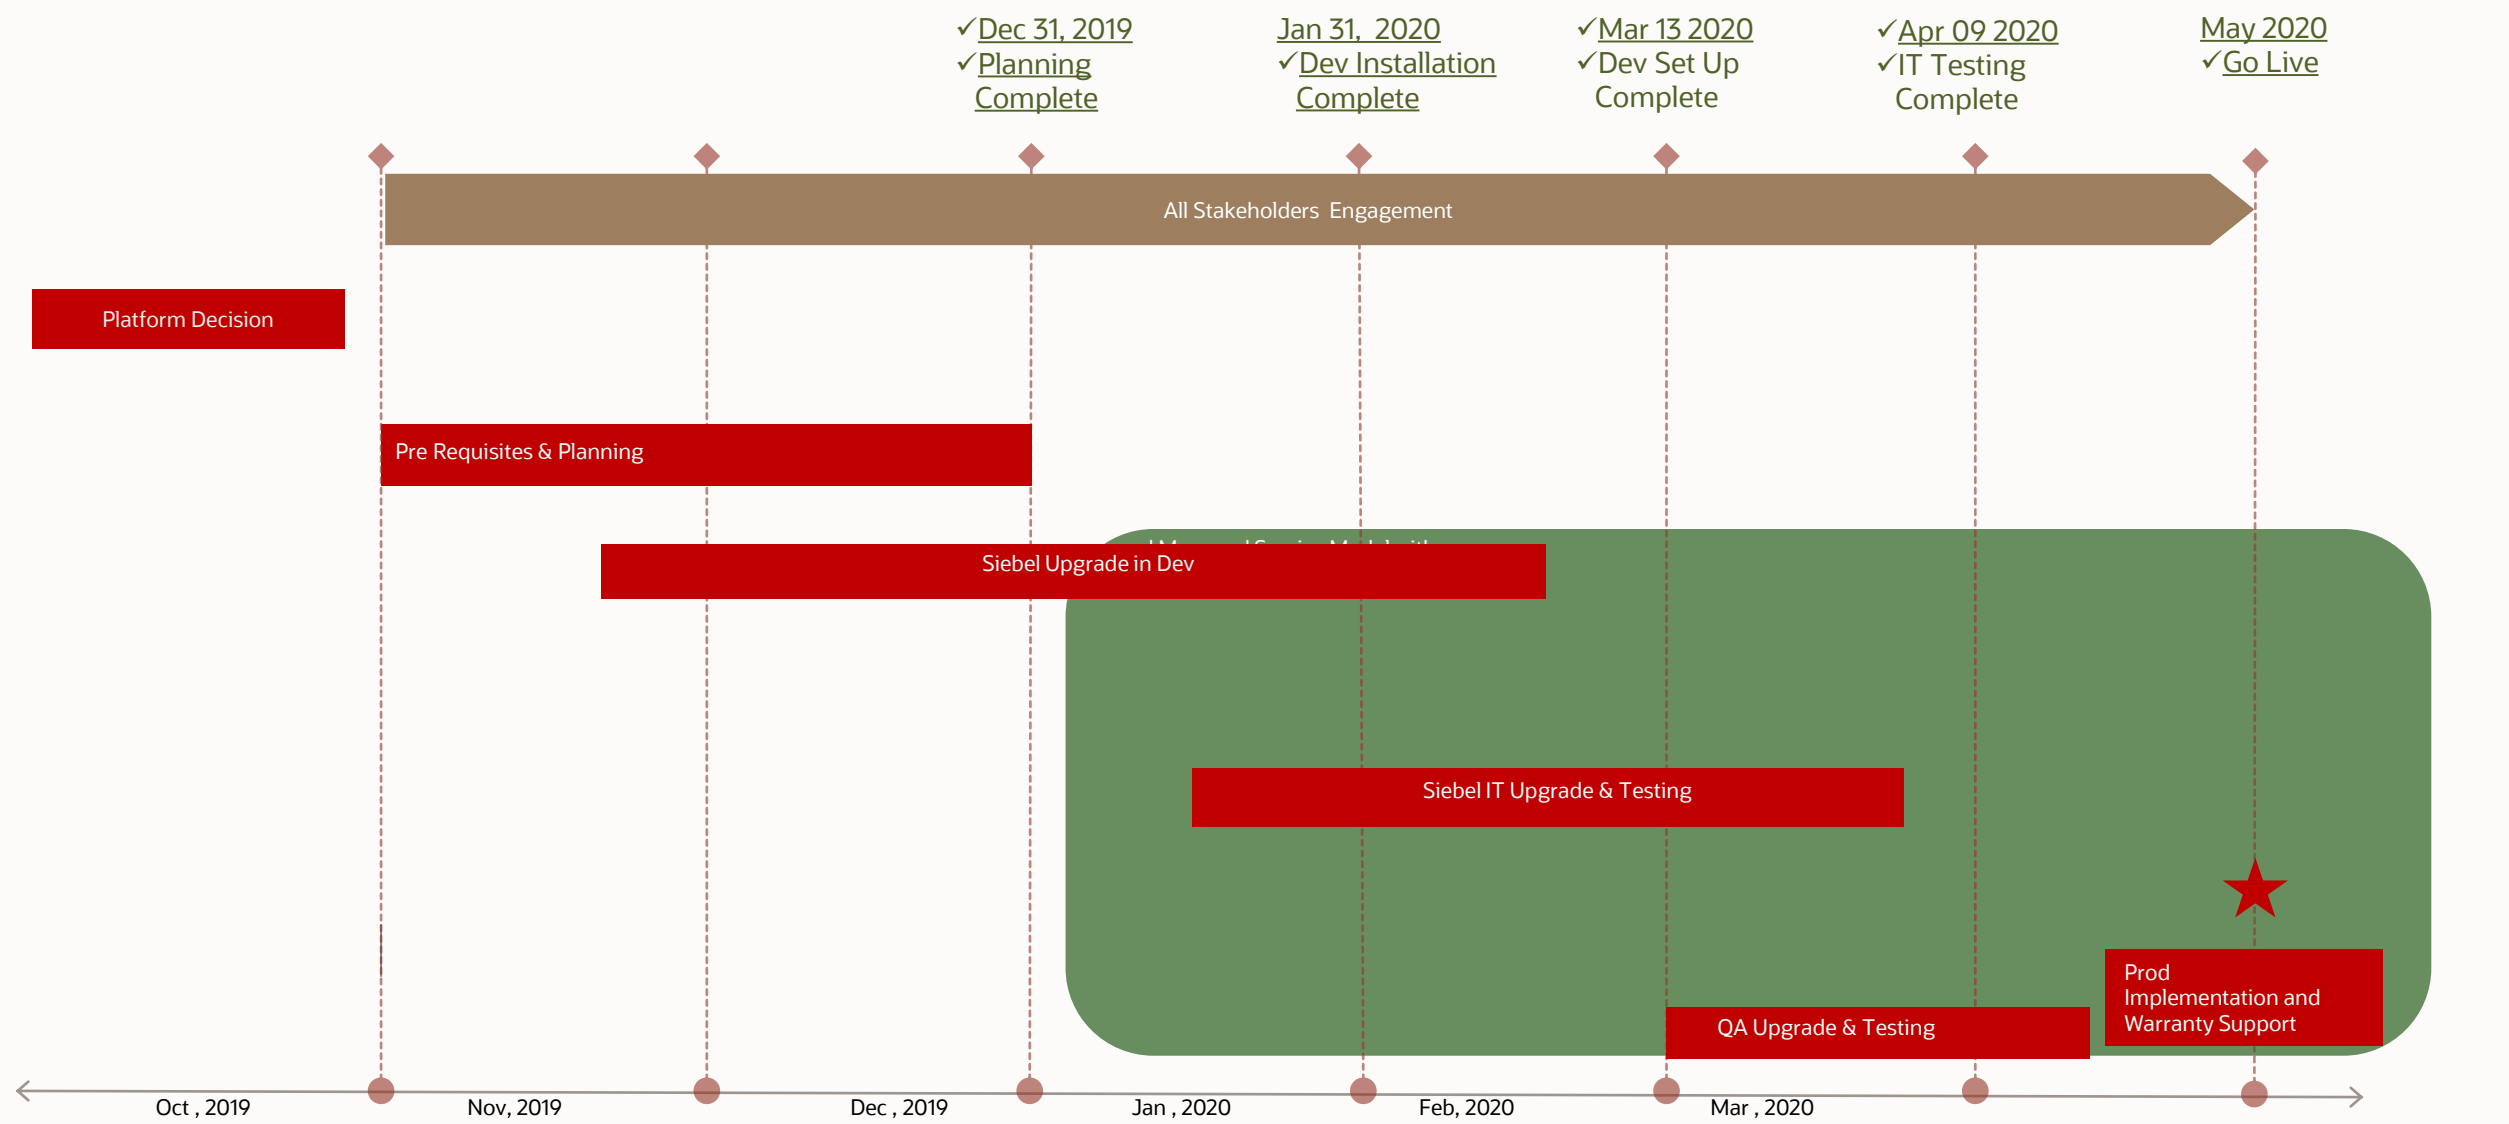 ✓Dec 31, 2019
✓Planning
Complete
Jan 31,  2020
✓Dev Installation
Complete
✓Mar 13 2020
✓Dev Set Up
Complete
✓Apr 09 2020
✓IT Testing
Complete
May 2020
✓Go Live
All Stakeholders  Engagement
Platform Decision
Pre Requisites & Planning
Siebel Upgrade in Dev
Siebel IT Upgrade & Testing
Prod
Implementation and
Warranty Support
QA Upgrade & Testing
Oct , 2019
Nov, 2019
Dec , 2019
Jan , 2020
Feb, 2020
Mar , 2020